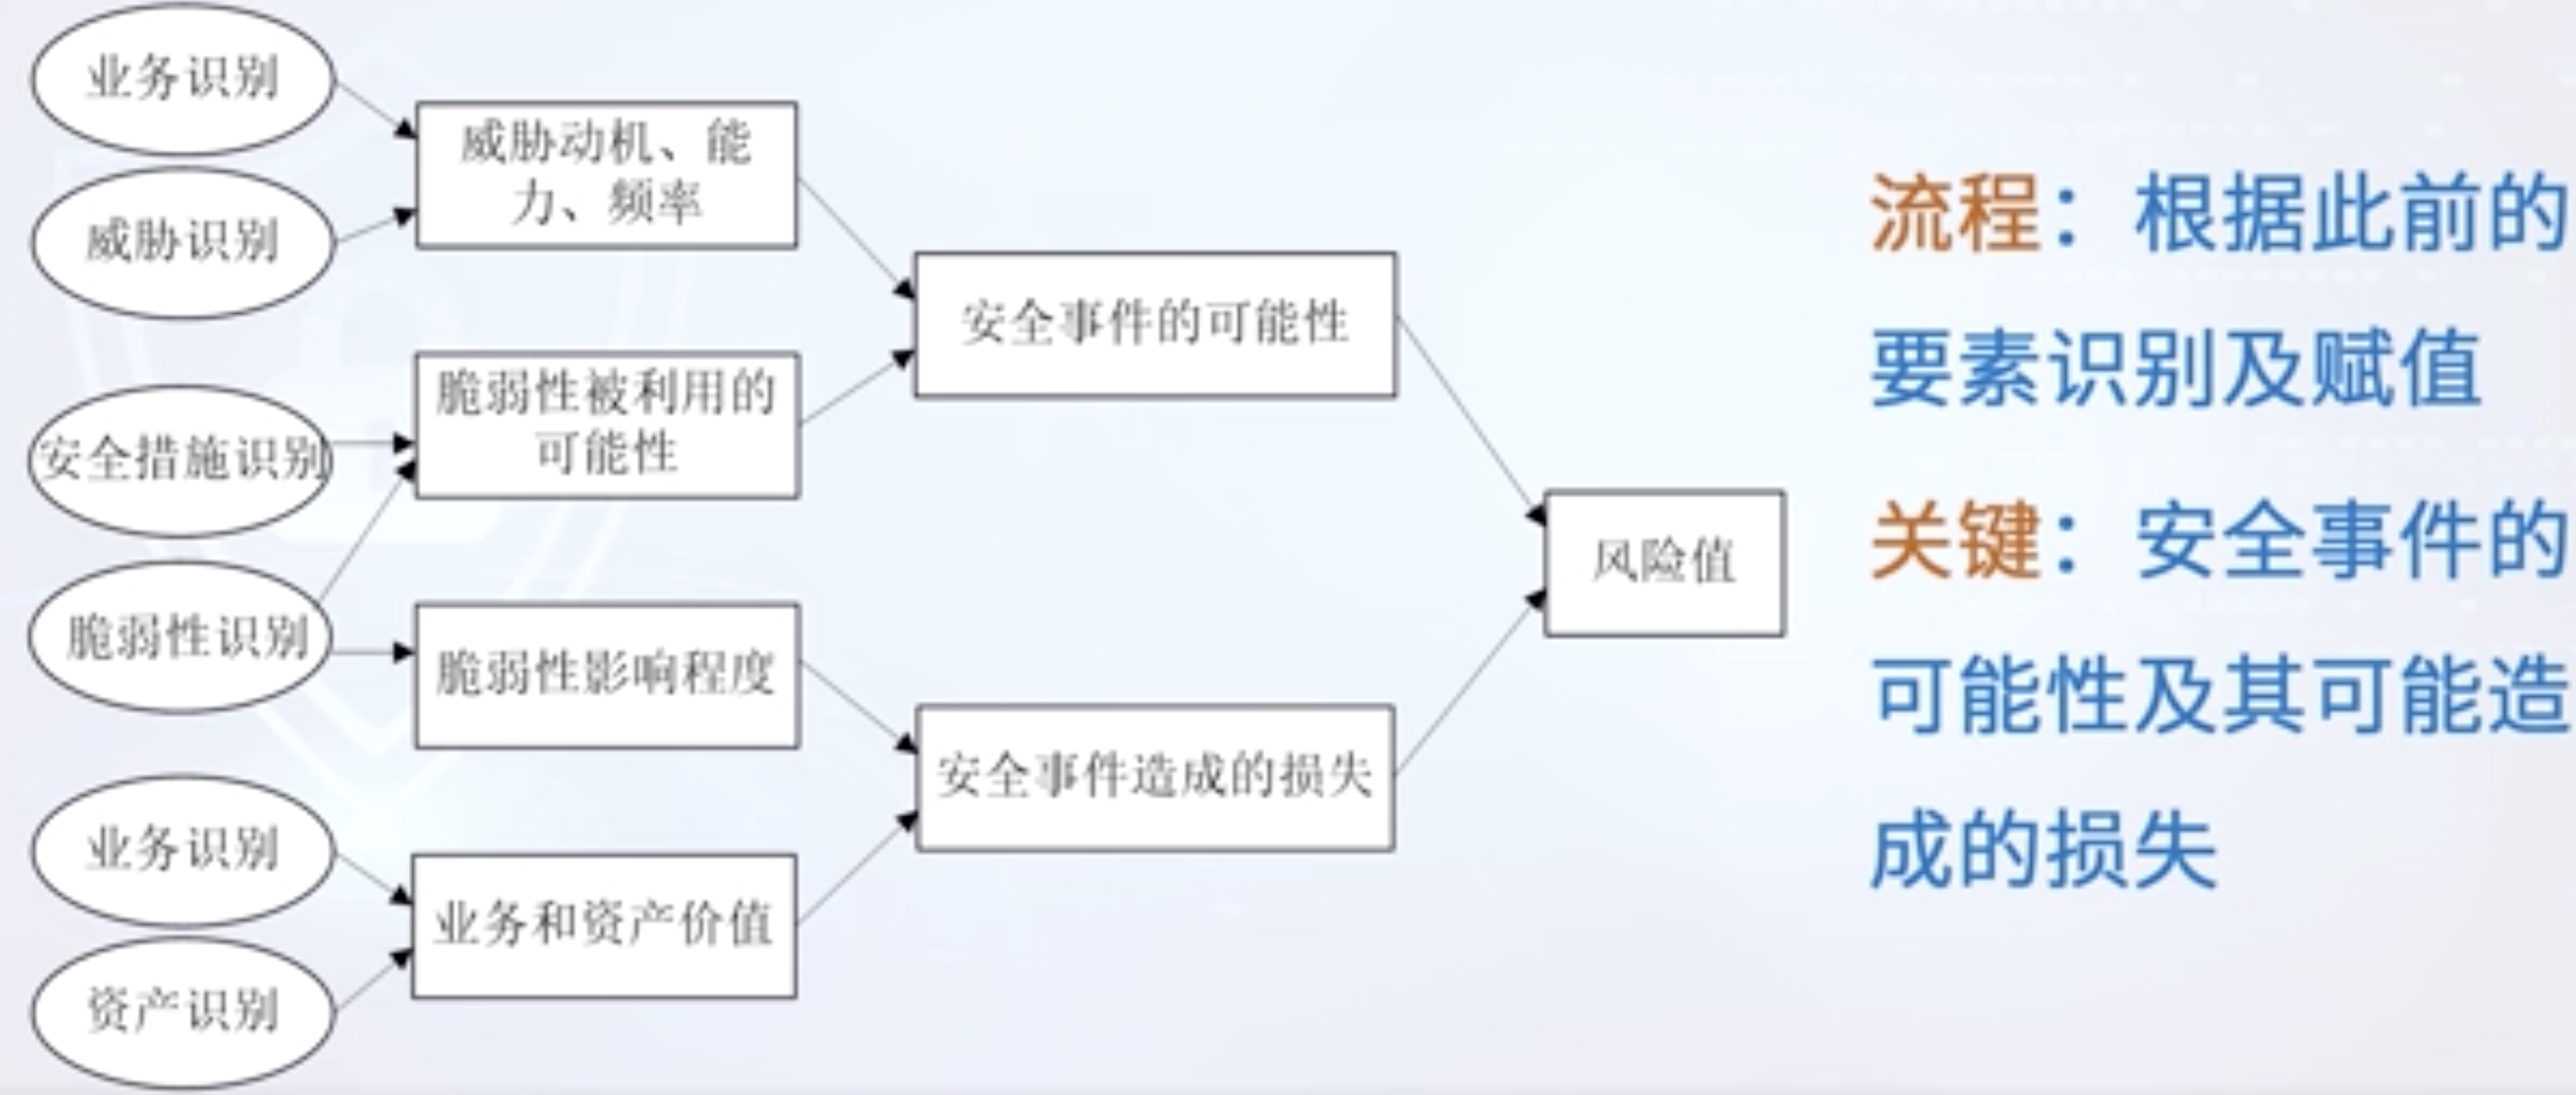 业务识别
威胁识别
安全措施识别
脆弱性识别
业务识别
资产识别
威胁动机、能
力、频率
脆弱性被利用的
可能性
脆弱性影响程度
业务和资产价值
安全事件的可能性
安全事件造成的损失
风险值
流程：根据此前的
要素识别及赋值
关键：安全事件的
可能性及其可能造
成的损失